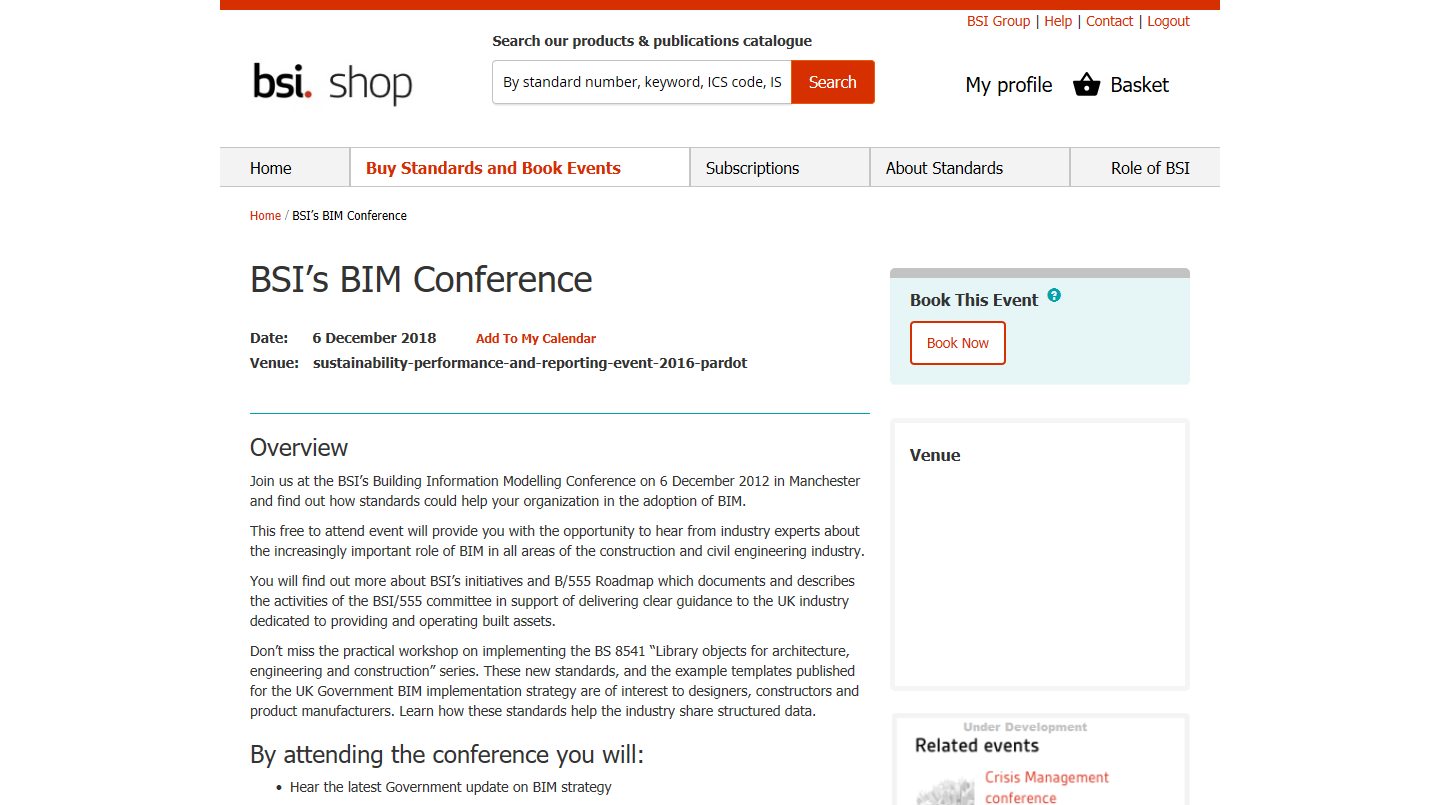 BSI Group | Help | Contact | Logout
Search our products & publications catalogue
bsi. shop
By standard number, keyword, ICS code, IS
Search
My profile
Basket
Home
Buy Standards and Book Events
Subscriptions
About Standards
Role of BSI
Home / BSI’s BIM Conference
BSI’s BIM Conference
Date: 6 December 2018 Add To My Calendar
Venue: sustainability-performance-and-reporting-event-2016-pardot
Book This Event ?
Book Now
Overview
Join us at the BSI’s Building Information Modelling Conference on 6 December 2012 in Manchester
and find out how standards could help your organization in the adoption of BIM.
This free to attend event will provide you with the opportunity to hear from industry experts about
the increasingly important role of BIM in all areas of the construction and civil engineering industry.
You will find out more about BSI’s initiatives and B/555 Roadmap which documents and describes
the activities of the BSI/555 committee in support of delivering clear guidance to the UK industry
dedicated to providing and operating built assets.
Don’t miss the practical workshop on implementing the BS 8541 “Library objects for architecture,
engineering and construction” series. These new standards, and the example templates published
for the UK Government BIM implementation strategy are of interest to designers, constructors and
product manufacturers. Learn how these standards help the industry share structured data.
By attending the conference you will:
• Hear the latest Government update on BIM strategy
Venue
Under Development
Related events
Crisis Management
conference